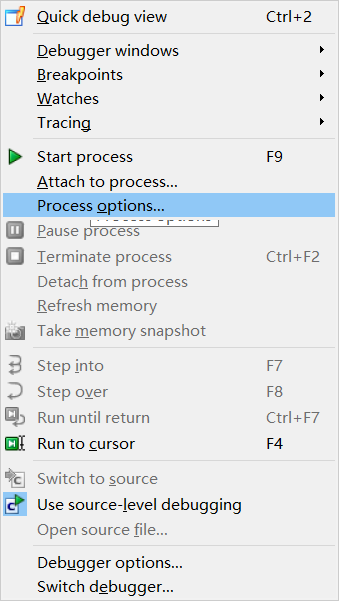 Quick debug view Ctrl+2
Debugger windows
Breakpoints
Watches
Tracing
Start process F9
Attach to process...
Process options...
Pause process
Terminate process Ctrl+F2
Detach from process
Refresh memory
Take memory snapshot
Step into F7
Step over F8
Run until return Ctrl+F7
Run to cursor F4
Switch to source
Use source-level debugging
Open source file...
Debugger options...
Switch debugger...